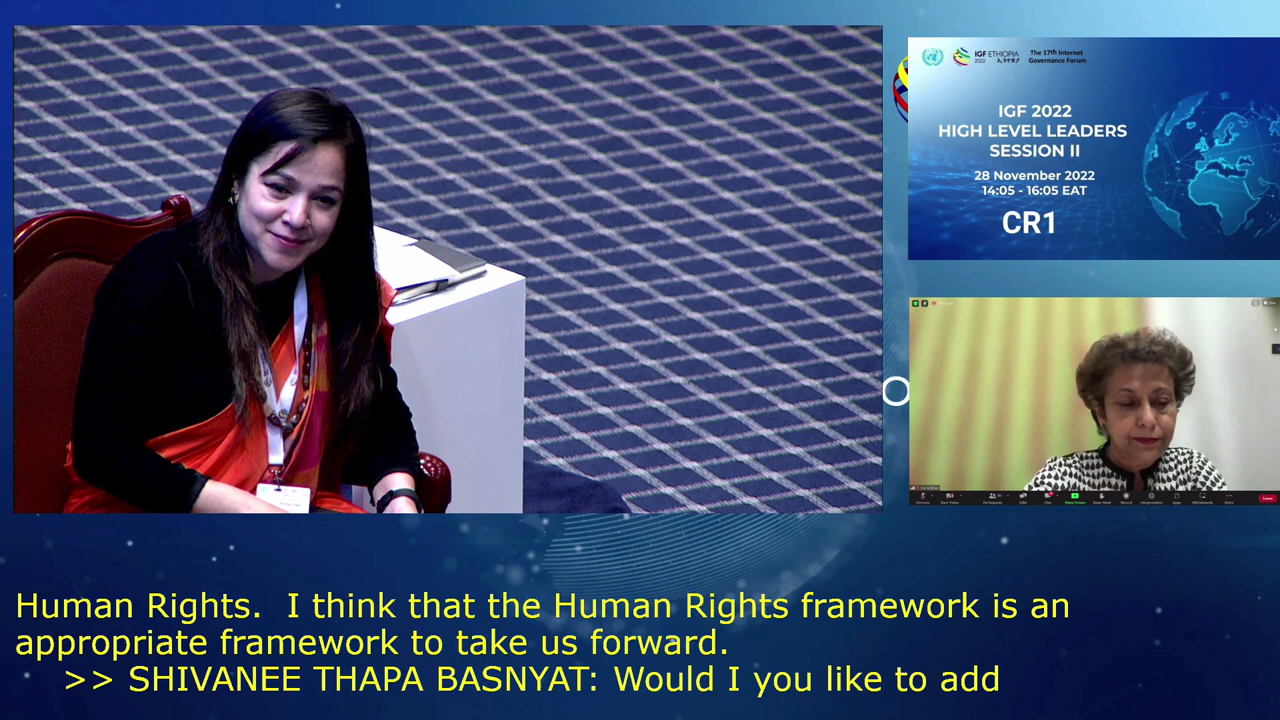 IGF ETHIOPIA
2022 ኢትዮጵያ
The 17th Internet
Governance Forum
IGF 2022
HIGH LEVEL LEADERS
SESSION II
28 November 2022
14:05 - 16:05 EAT
CR1
O
Human Rights.  I think that the Human Rights framework is an
appropriate framework to take us forward.
>> SHIVANEE THAPA BASNYAT: Would I you like to add